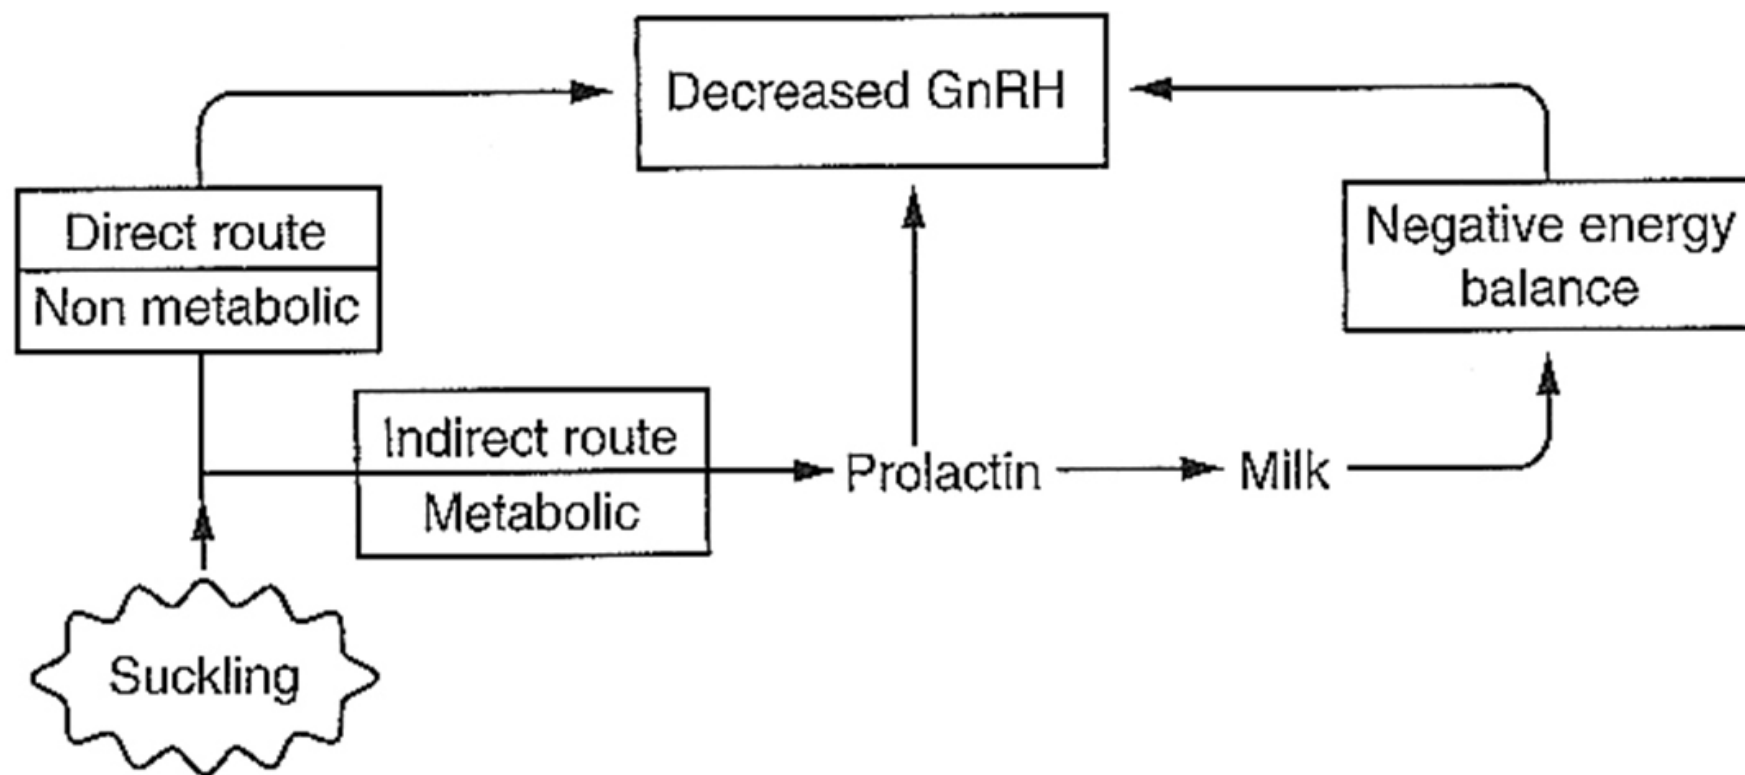 Decreased GnRH
Direct route
Non metabolic
Negative energy
balance
Indirect route
Metabolic
Prolactin
Milk
Suckling